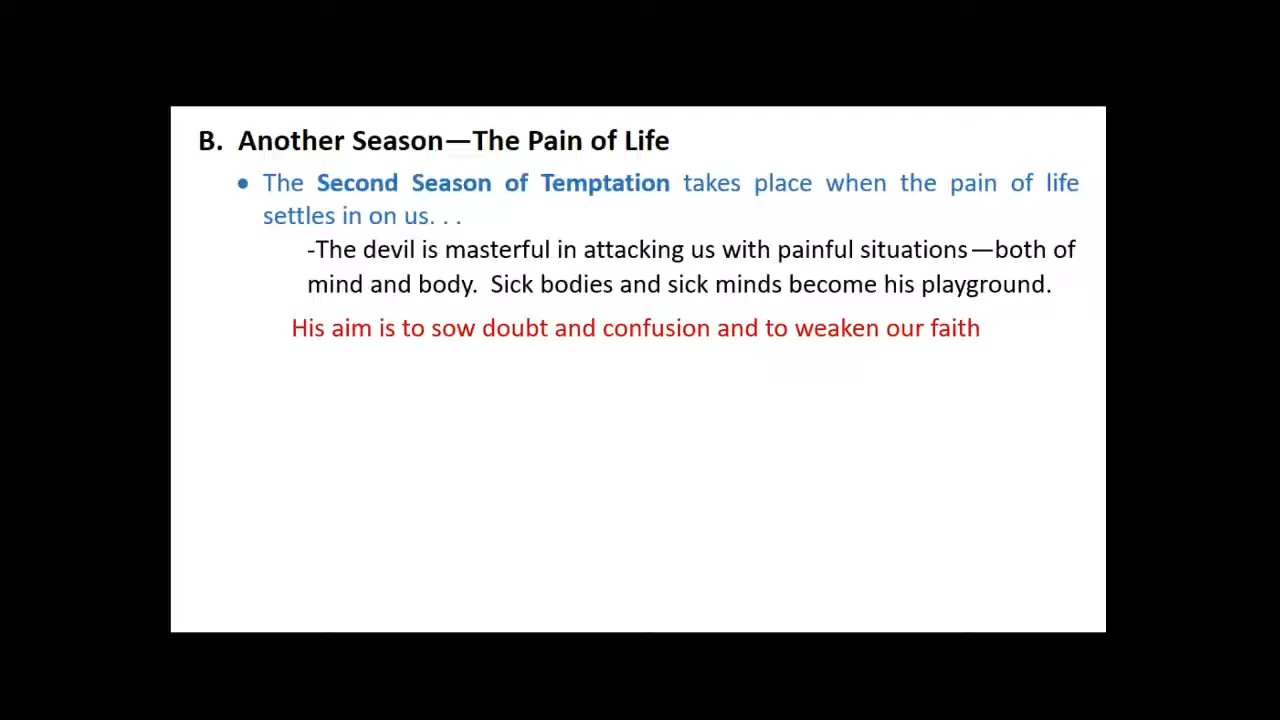 B. Another Season—The Pain of Life
• The Second Season of Temptation takes place when the pain of life
settles in on us. . .
-The devil is masterful in attacking us with painful situations—both of
mind and body. Sick bodies and sick minds become his playground.
His aim is to sow doubt and confusion and to weaken our faith